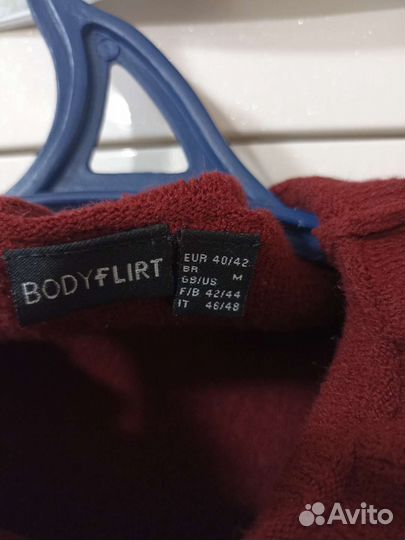 BODYFLIRT
EUR 40/42
BR
GB/US M
F/B 42/44
IT 46/48
Avito